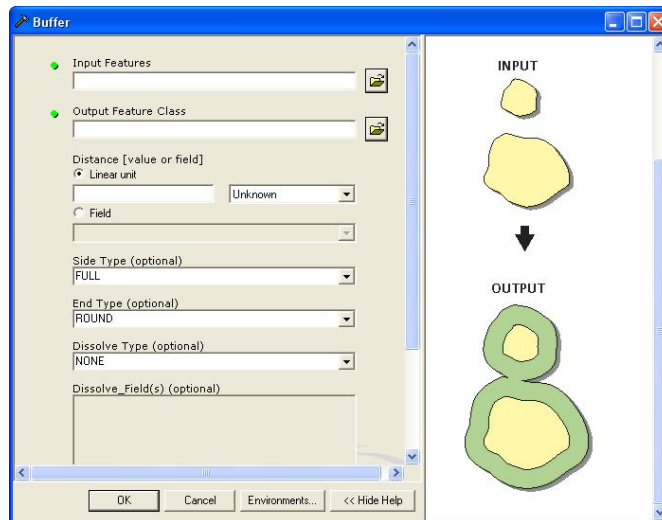 Buffer
Input Features
Output Feature Class
Distance [value or field]
Linear unit
Unknown
Field
Side Type (optional)
FULL
End Type (optional)
ROUND
Dissolve Type (optional)
NONE
Dissolve_Field(s) (optional)
OK
Cancel
Environments...
<< Hide Help
INPUT
OUTPUT